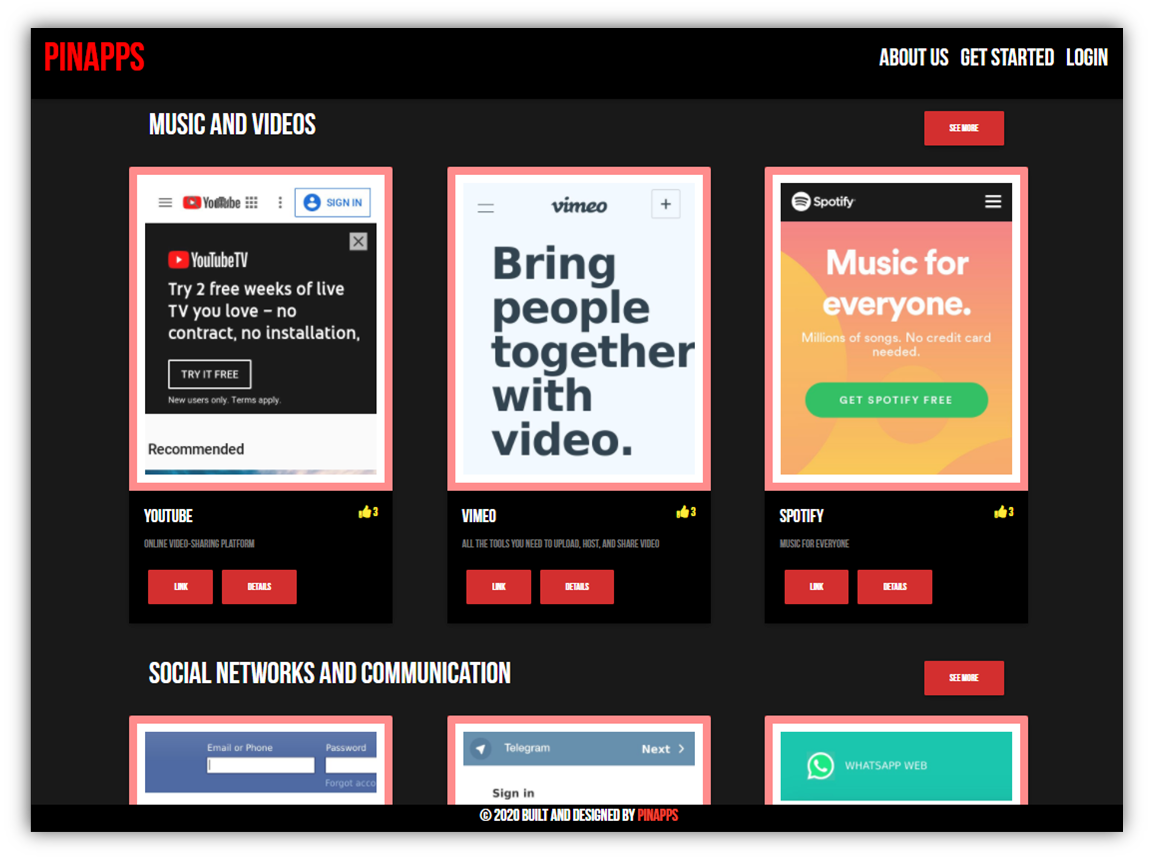 PINAPPS
ABOUT US GET STARTED LOGIN
MUSIC AND VIDEOS
SEE MORE
YouTube
SIGN IN
YouTubeTV
Try 2 free weeks of live
TV you love – no
contract, no installation,
TRY IT FREE
New users only. Terms apply.
Recommended
vimeo
+
Bring
people
together
with
video.
Spotify
Music for
everyone.
Millions of songs. No credit card
needed.
GET SPOTIFY FREE
YOUTUBE
3
ONLINE VIDEO-SHARING PLATFORM
LINK DETAILS
VIMEO
3
ALL THE TOOLS YOU NEED TO UPLOAD, HOST, AND SHARE VIDEO
LINK DETAILS
SPOTIFY
3
MUSIC FOR EVERYONE
LINK DETAILS
SOCIAL NETWORKS AND COMMUNICATION
SEE MORE
Email or Phone Password
Forgot acco
Telegram Next
Sign in
WHATSAPP WEB
© 2020 BUILT AND DESIGNED BY PINAPPS